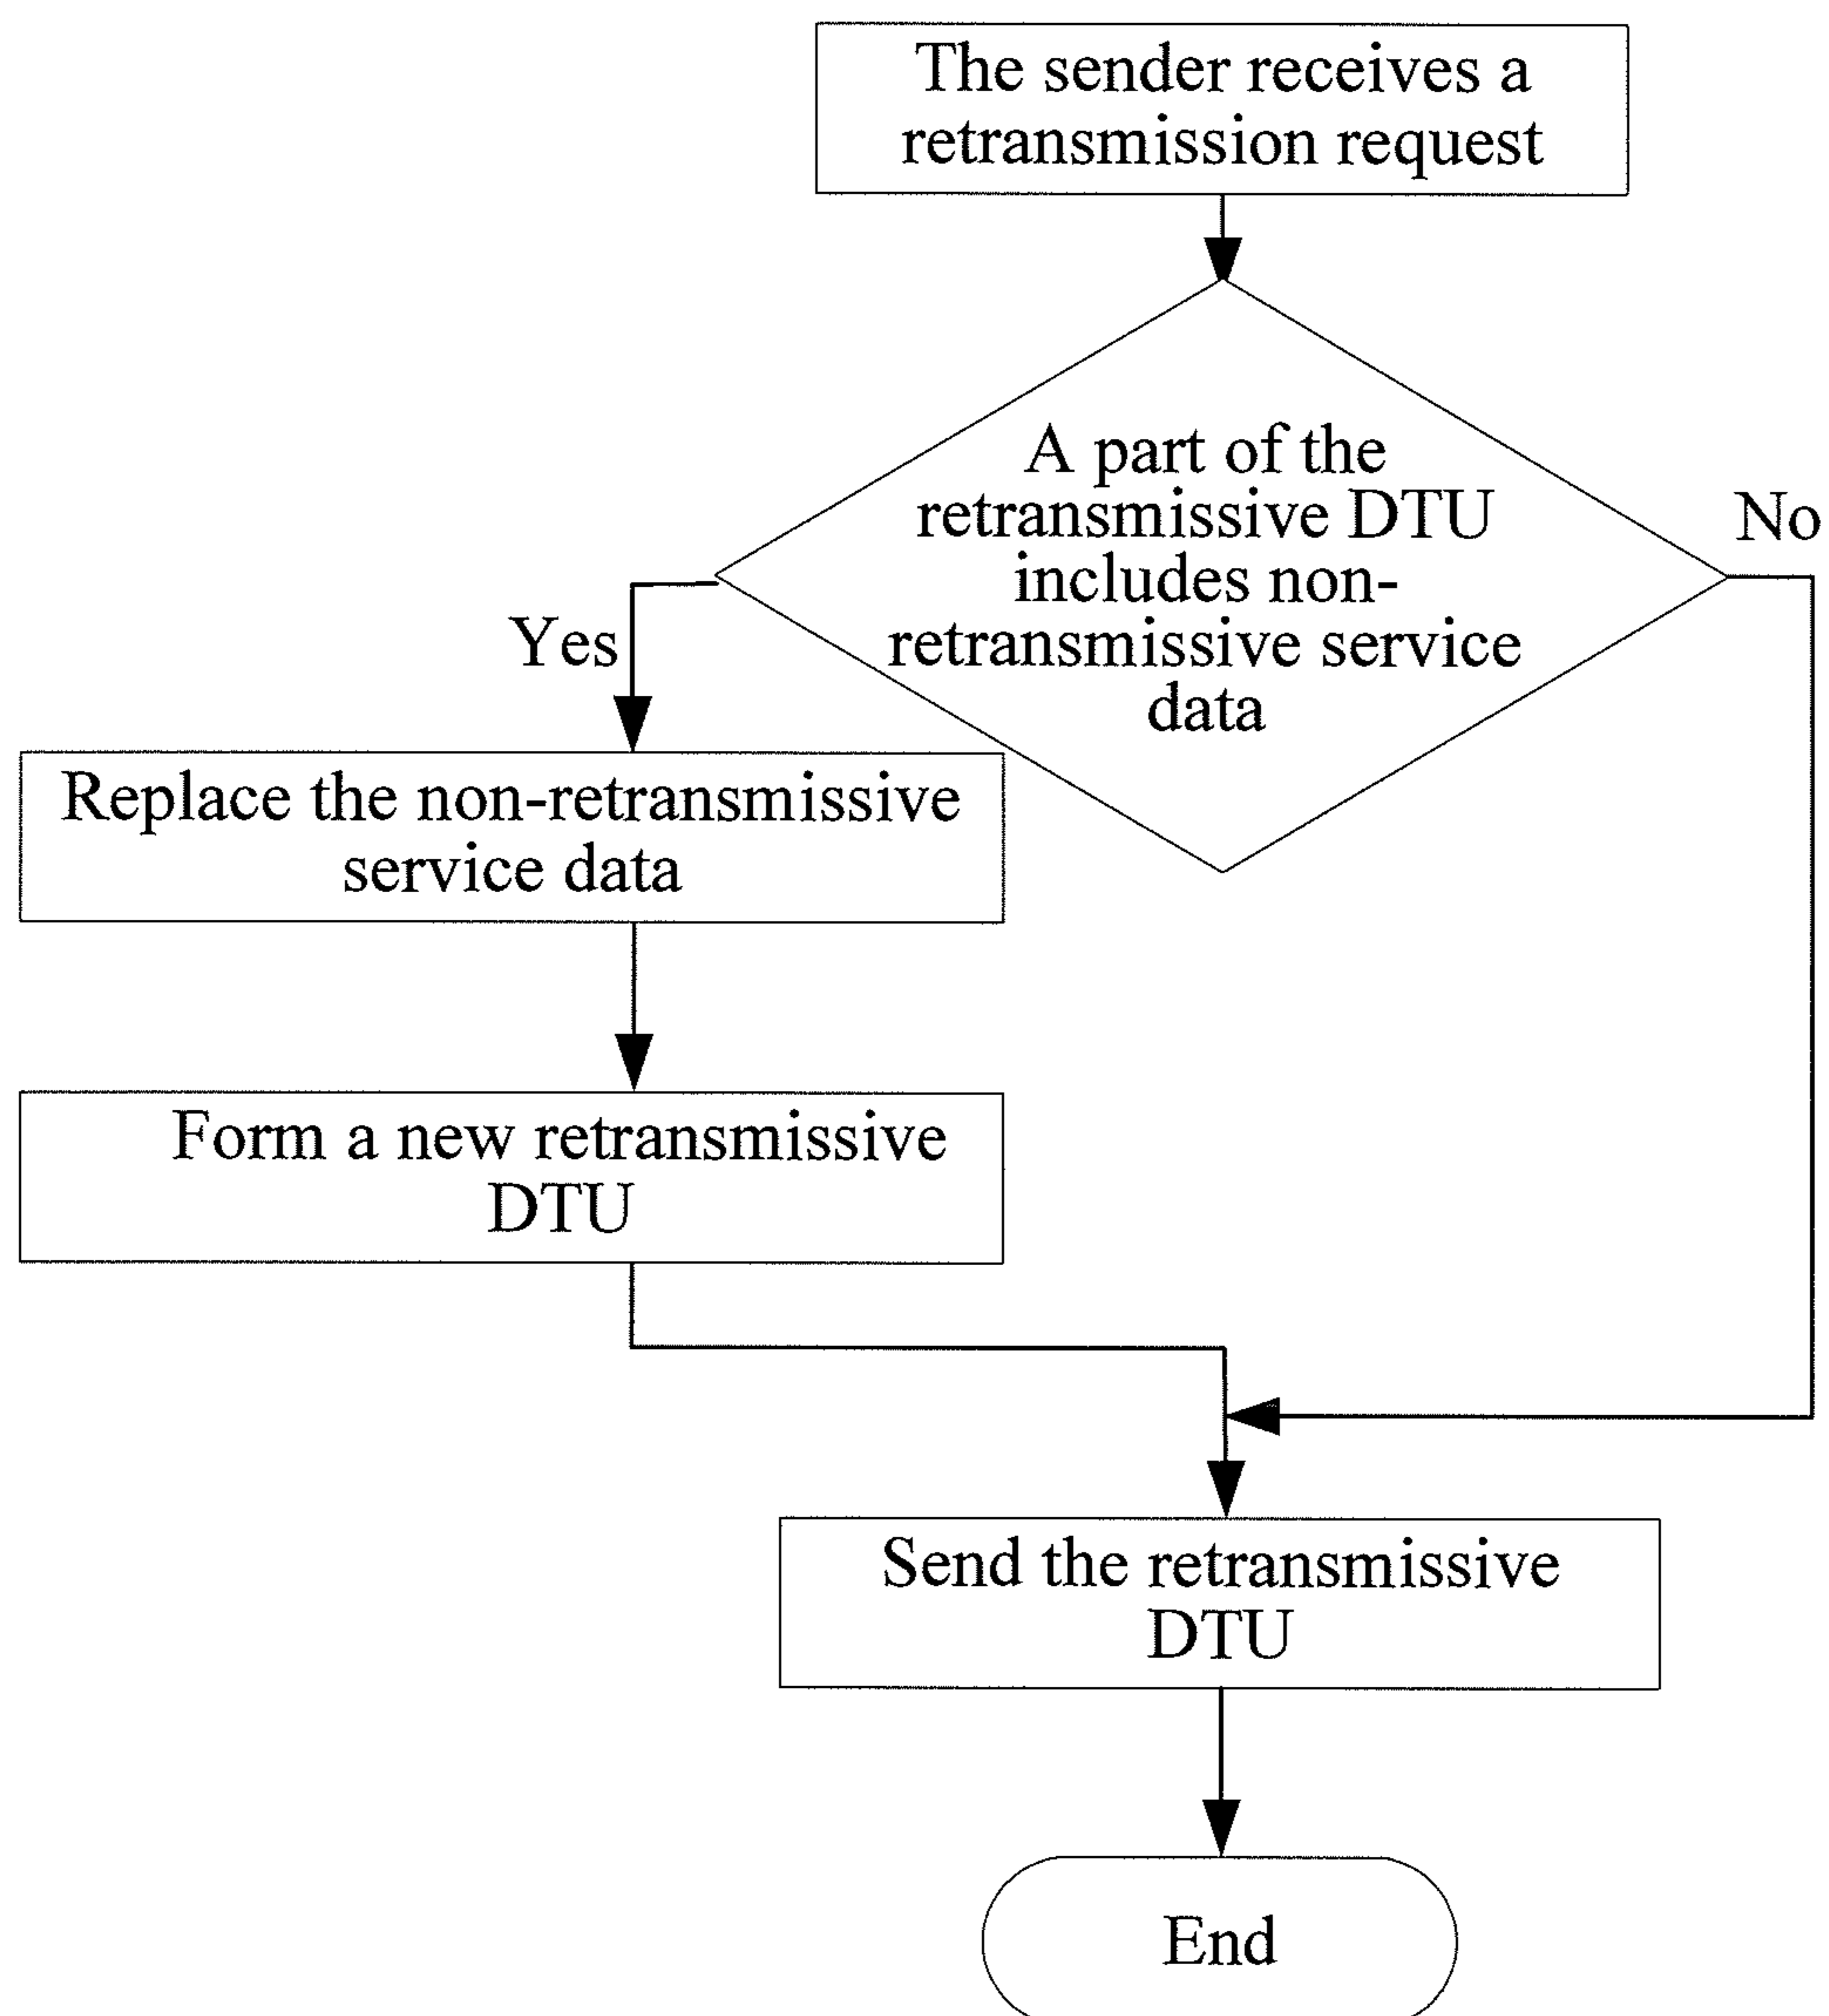 The sender receives a
retransmission request
A part of the
retransmissive DTU
includes non-
retransmissive service
data
No
Yes
Replace the non-retransmissive
service data
Form a new retransmissive
DTU
Send the retransmissive
DTU
End